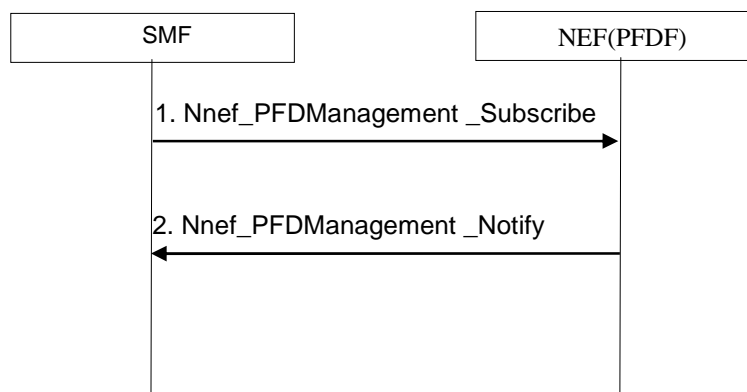 SMF
NEF(PFDF)
1. Nnef_PFDManagement _Subscribe
2. Nnef_PFDManagement _Notify